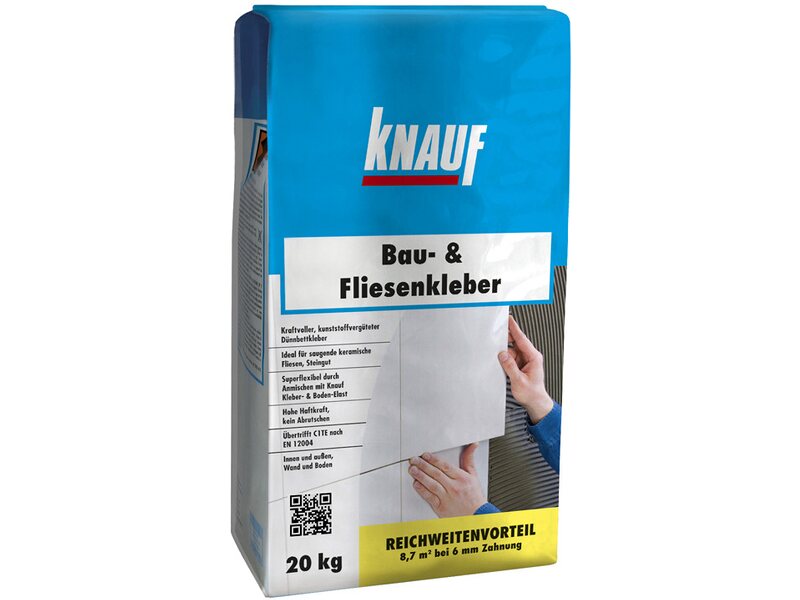 KNAUF
Bau- &
Fliesenkleber
Kraftvoller, kunststoffvergüteter
Dünnbettkleber
Ideal für saugende keramische
Fliesen, Steingut
Superflexibel durch
Anmischen mit Knauf
Kleber- & Boden-Elast
Hohe Haftkraft,
kein Abrutschen
Übertrifft C1TE nach
EN 12004
Innen und außen,
Wand und Boden
20 kg
REICHWEITENVORTEIL
8,7 m² bei 6 mm Zahnung